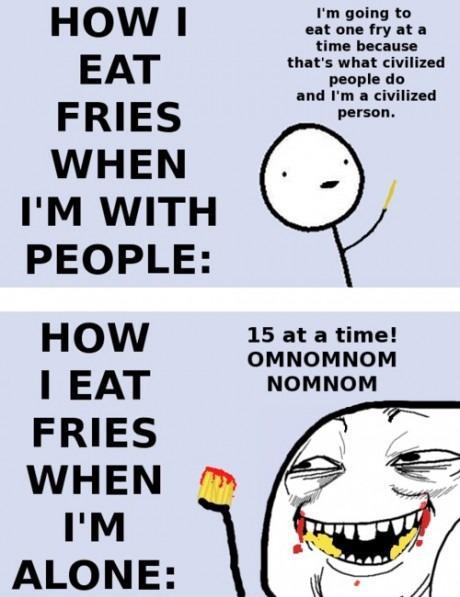 HOW I
EAT
FRIES
WHEN
I'M WITH
PEOPLE:
I'm going to
eat one fry at a
time because
that's what civilized
people do
and I'm a civilized
person.
HOW
I EAT
FRIES
WHEN
I'M
ALONE:
15 at a time!
OMNOMNOM
NOMNOM